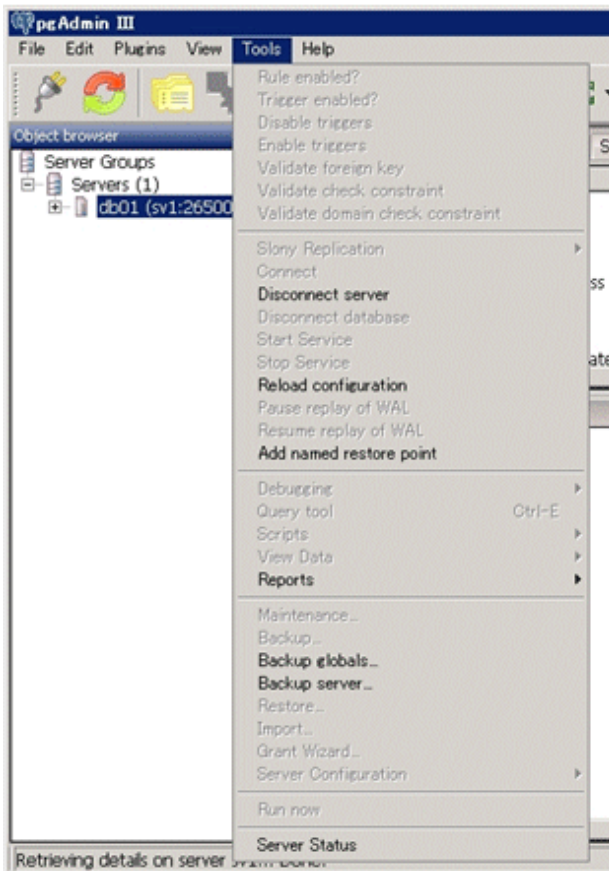 pgAdmin III
File Edit Plugins View Tools Help
Object browser
Server Groups
Servers (1)
db01 (sv1:26500
Rule enabled?
Trigger enabled?
Disable triggers
Enable triggers
Validate foreign key
Validate check constraint
Validate domain check constraint
Slony Replication
Connect
Disconnect server
Disconnect database
Start Service
Stop Service
Reload configuration
Pause replay of WAL
Resume replay of WAL
Add named restore point
Debugging
Query tool Ctrl-E
Scripts
View Data
Reports
Maintenance...
Backup...
Backup globals...
Backup server...
Restore...
Import...
Grant Wizard...
Server Configuration
Run now
Server Status
Retrieving details on server